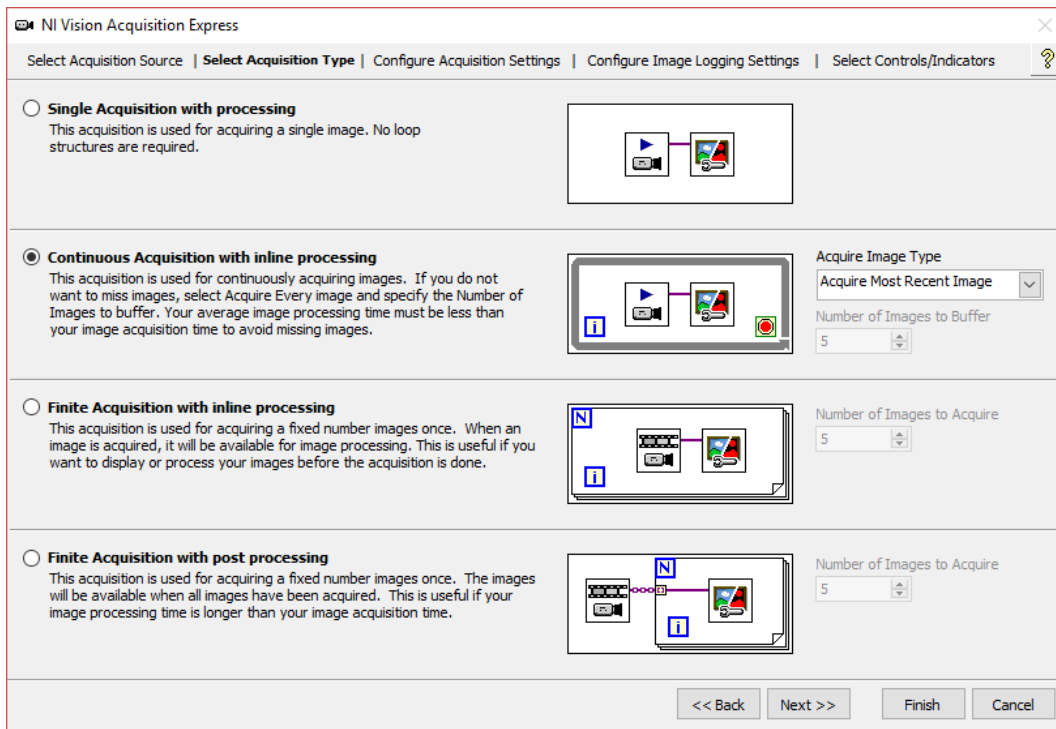 NI Vision Acquisition Express
Select Acquisition Source | Select Acquisition Type | Configure Acquisition Settings | Configure Image Logging Settings | Select Controls/Indicators ?
Single Acquisition with processing
This acquisition is used for acquiring a single image. No loop
structures are required.
Continuous Acquisition with inline processing
This acquisition is used for continuously acquiring images. If you do not
want to miss images, select Acquire Every image and specify the Number of
Images to buffer. Your average image processing time must be less than
your image acquisition time to avoid missing images.
i
Acquire Image Type
Acquire Most Recent Image
Number of Images to Buffer
5
Finite Acquisition with inline processing
This acquisition is used for acquiring a fixed number images once. When an
image is acquired, it will be available for image processing. This is useful if you
want to display or process your images before the acquisition is done.
N
i
Number of Images to Acquire
5
Finite Acquisition with post processing
This acquisition is used for acquiring a fixed number images once. The images
will be available when all images have been acquired. This is useful if your
image processing time is longer than your image acquisition time.
N
i
Number of Images to Acquire
5
<< Back
Next >>
Finish
Cancel